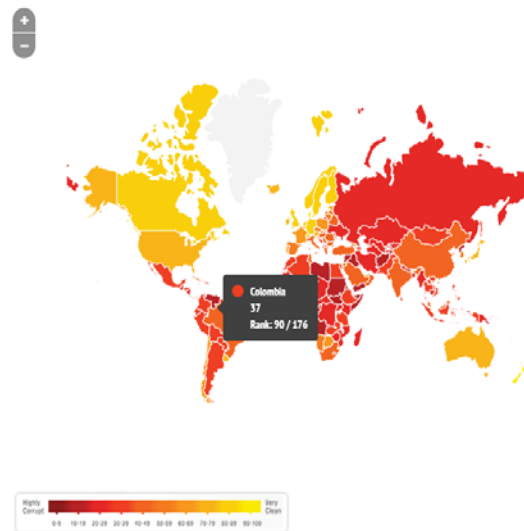 +
−
Colombia
37
Rank: 90 / 176
Highly Corrupt
0-9 10-19 20-29 30-39 40-49 50-59 60-69 70-79 80-89 90-100
Very Clean